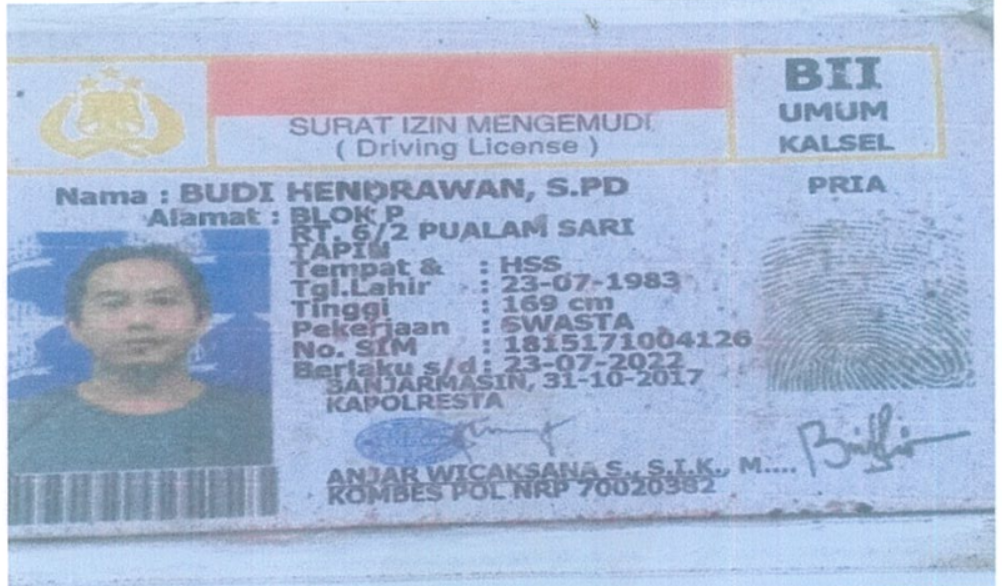 BII
UMUM
KALSEL
SURAT IZIN MENGEMUDI
( Driving License )
PRIA
Nama : BUDI HENDRAWAN, S.PD
Alamat : BLOK P
RT. 6/2 PUALAM SARI
TAPIN
Tempat & : HSS
Tgl.Lahir : 23-07-1983
Tinggi : 169 cm
Pekerjaan : SWASTA
No. SIM : 1815171004126
Berlaku s/d : 23-07-2022
BANJARMASIN, 31-10-2017
KAPOLRESTA
ANJAR WICAKSANA S., S.I.K., M....
KOMBES POL NRP 70020382